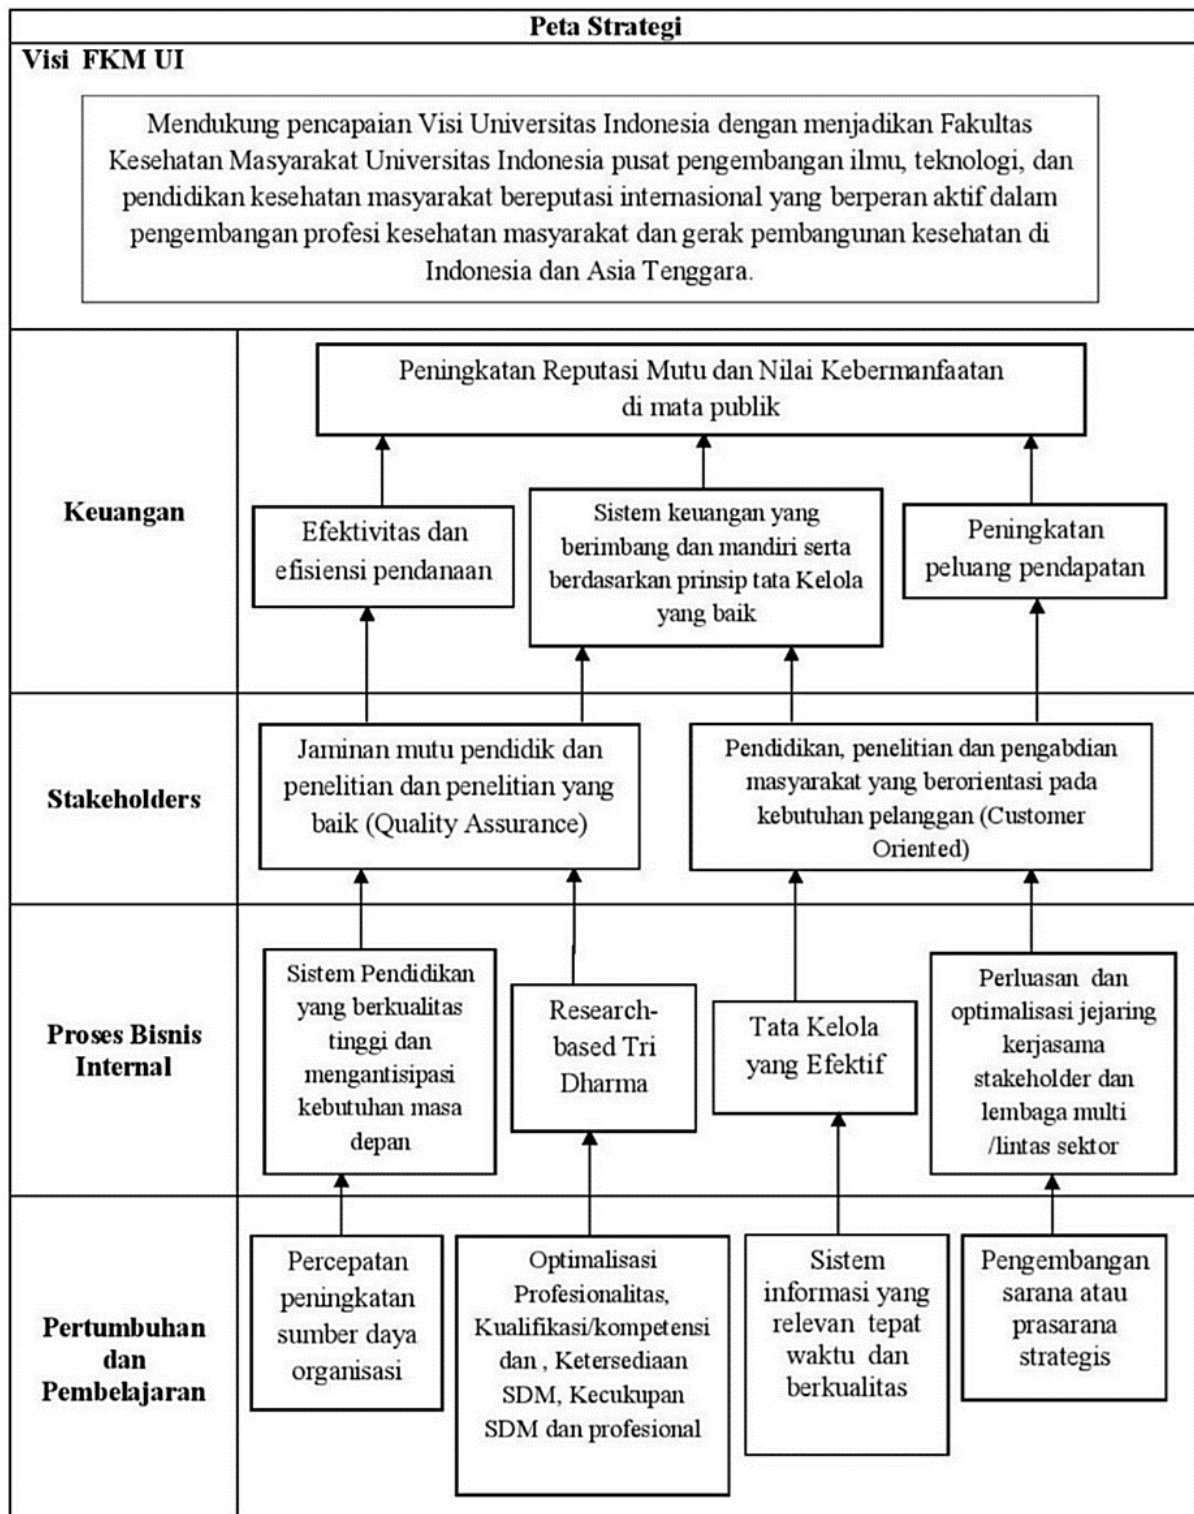 Peta Strategi
Visi FKM UI
Mendukung pencapaian Visi Universitas Indonesia dengan menjadikan Fakultas
Kesehatan Masyarakat Universitas Indonesia pusat pengembangan ilmu, teknologi, dan
pendidikan kesehatan masyarakat bereputasi internasional yang berperan aktif dalam
pengembangan profesi kesehatan masyarakat dan gerak pembangunan kesehatan di
Indonesia dan Asia Tenggara.
Keuangan
Peningkatan Reputasi Mutu dan Nilai Kebermanfaatan
di mata publik
Efektivitas dan
efisiensi pendanaan
Sistem keuangan yang
berimbang dan mandiri serta
berdasarkan prinsip tata Kelola
yang baik
Peningkatan
peluang pendapatan
Stakeholders
Jaminan mutu pendidik dan
penelitian dan penelitian yang
baik (Quality Assurance)
Pendidikan, penelitian dan pengabdian
masyarakat yang berorientasi pada
kebutuhan pelanggan (Customer
Oriented)
Proses Bisnis
Internal
Sistem Pendidikan
yang berkualitas
tinggi dan
mengantisipasi
kebutuhan masa
depan
Research-
based Tri
Dharma
Tata Kelola
yang Efektif
Perluasan dan
optimalisasi jejaring
kerjasama
stakeholder dan
lembaga multi
/lintas sektor
Pertumbuhan
dan
Pembelajaran
Percepatan
peningkatan
sumber daya
organisasi
Optimalisasi
Profesionalitas,
Kualifikasi/kompetensi
dan , Ketersediaan
SDM, Kecukupan
SDM dan profesional
Sistem
informasi yang
relevan tepat
waktu dan
berkualitas
Pengembangan
sarana atau
prasarana
strategis